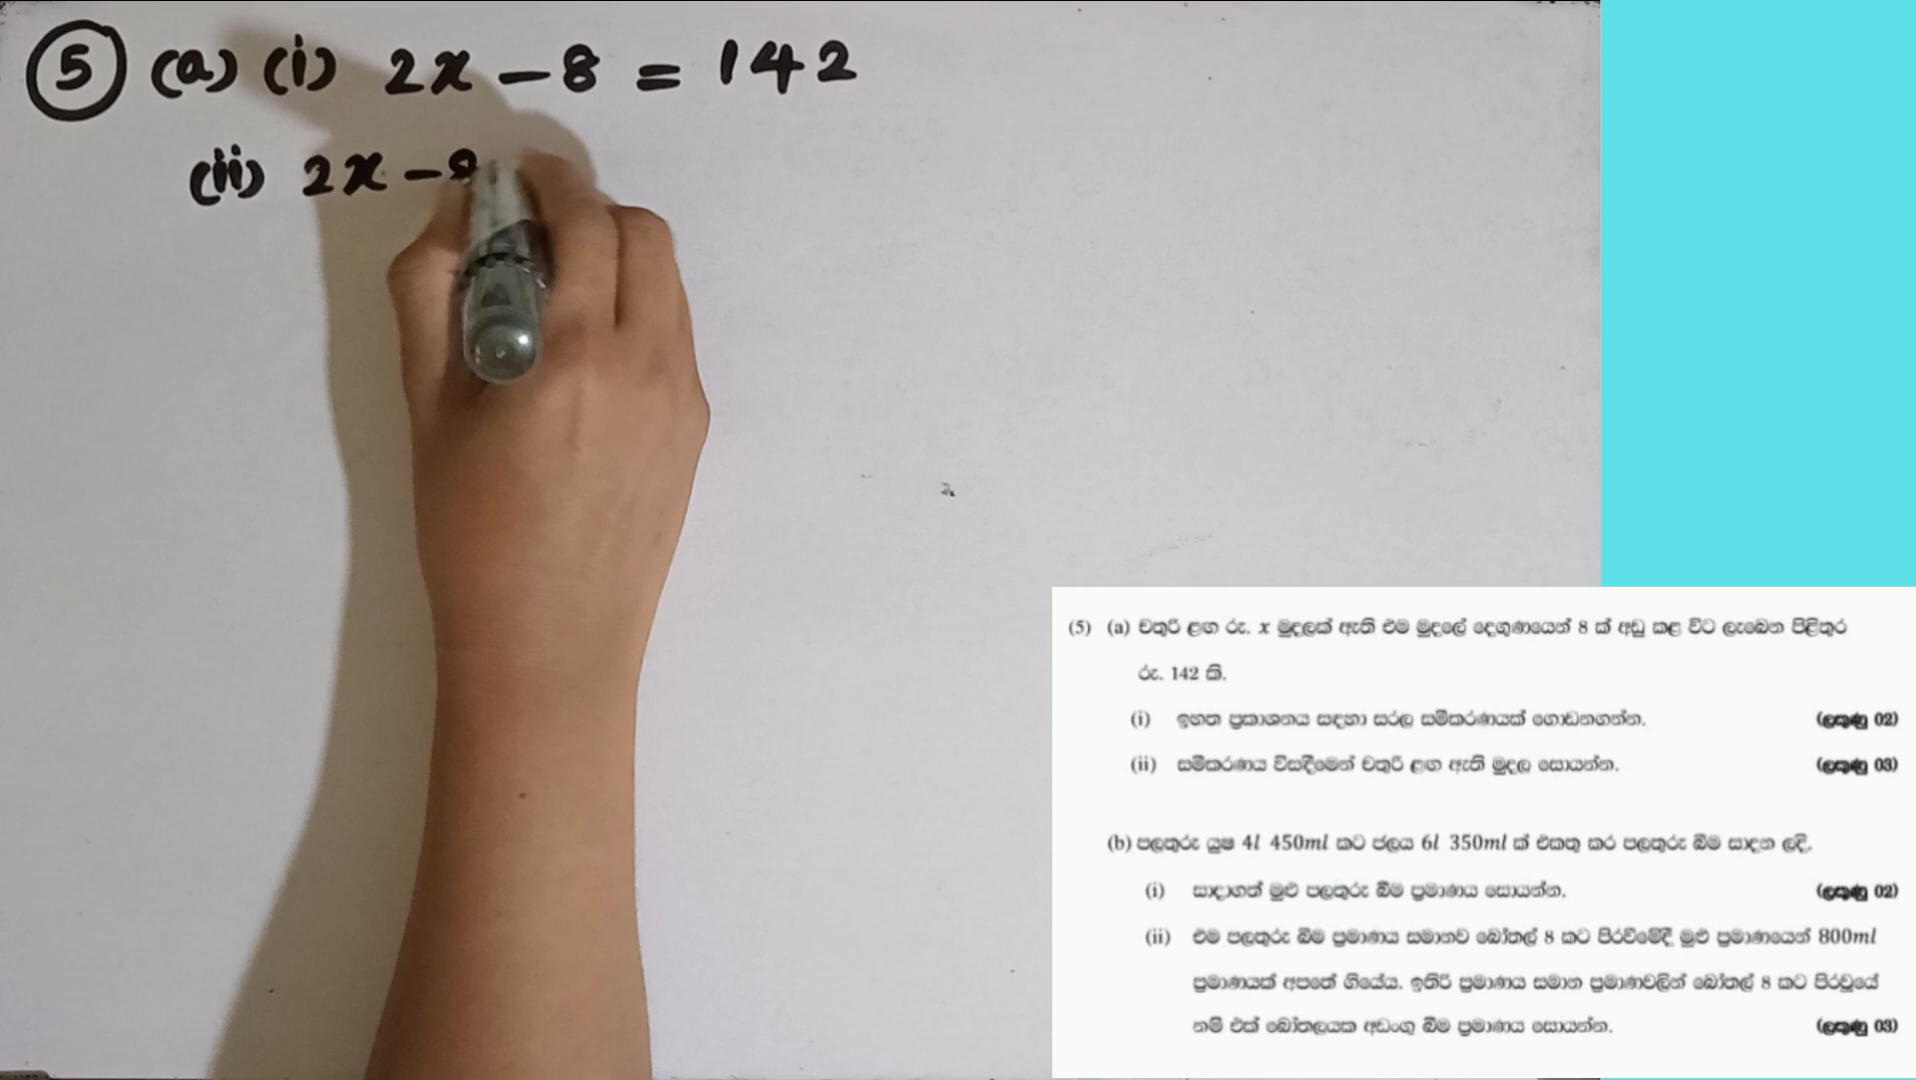 5 (a) (i) 2x - 8 = 142
(ii) 2x - 8
(5) (a) චතුරි ළඟ රු. x මුදලක් ඇති එම මුදලේ දෙගුණයෙන් 8 ක් අඩු කළ විට ලැබෙන පිළිතුර
රු. 142 කි.
(i) ඉහත ප්‍රකාශනය සඳහා සරල සමීකරණයක් ගොඩනගන්න. (ලකුණු 02)
(ii) සමීකරණය විසඳීමෙන් චතුරි ළඟ ඇති මුදල සොයන්න. (ලකුණු 03)
(b) පලතුරු යුෂ 4l 450ml කට ජලය 6l 350ml ක් එකතු කර පලතුරු බීම සාදන ලදි.
(i) සාදාගත් මුළු පලතුරු බීම ප්‍රමාණය සොයන්න. (ලකුණු 02)
(ii) එම පලතුරු බීම ප්‍රමාණය සමානව බෝතල් 8 කට පිරවීමේදී මුළු ප්‍රමාණයෙන් 800ml
ප්‍රමාණයක් අපතේ ගියේය. ඉතිරි ප්‍රමාණය සමාන ප්‍රමාණවලින් බෝතල් 8 කට පිරවූයේ
නම් එක් බෝතලයක අඩංගු බීම ප්‍රමාණය සොයන්න. (ලකුණු 03)